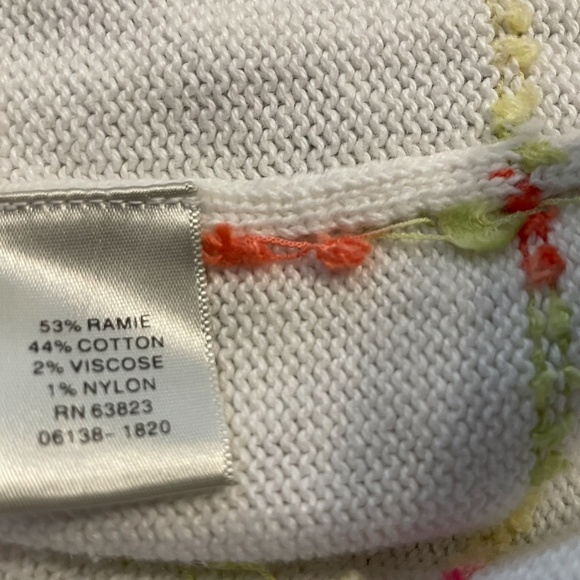 53% RAMIE
44% COTTON
2% VISCOSE
1% NYLON
RN 63823
06138- 1820